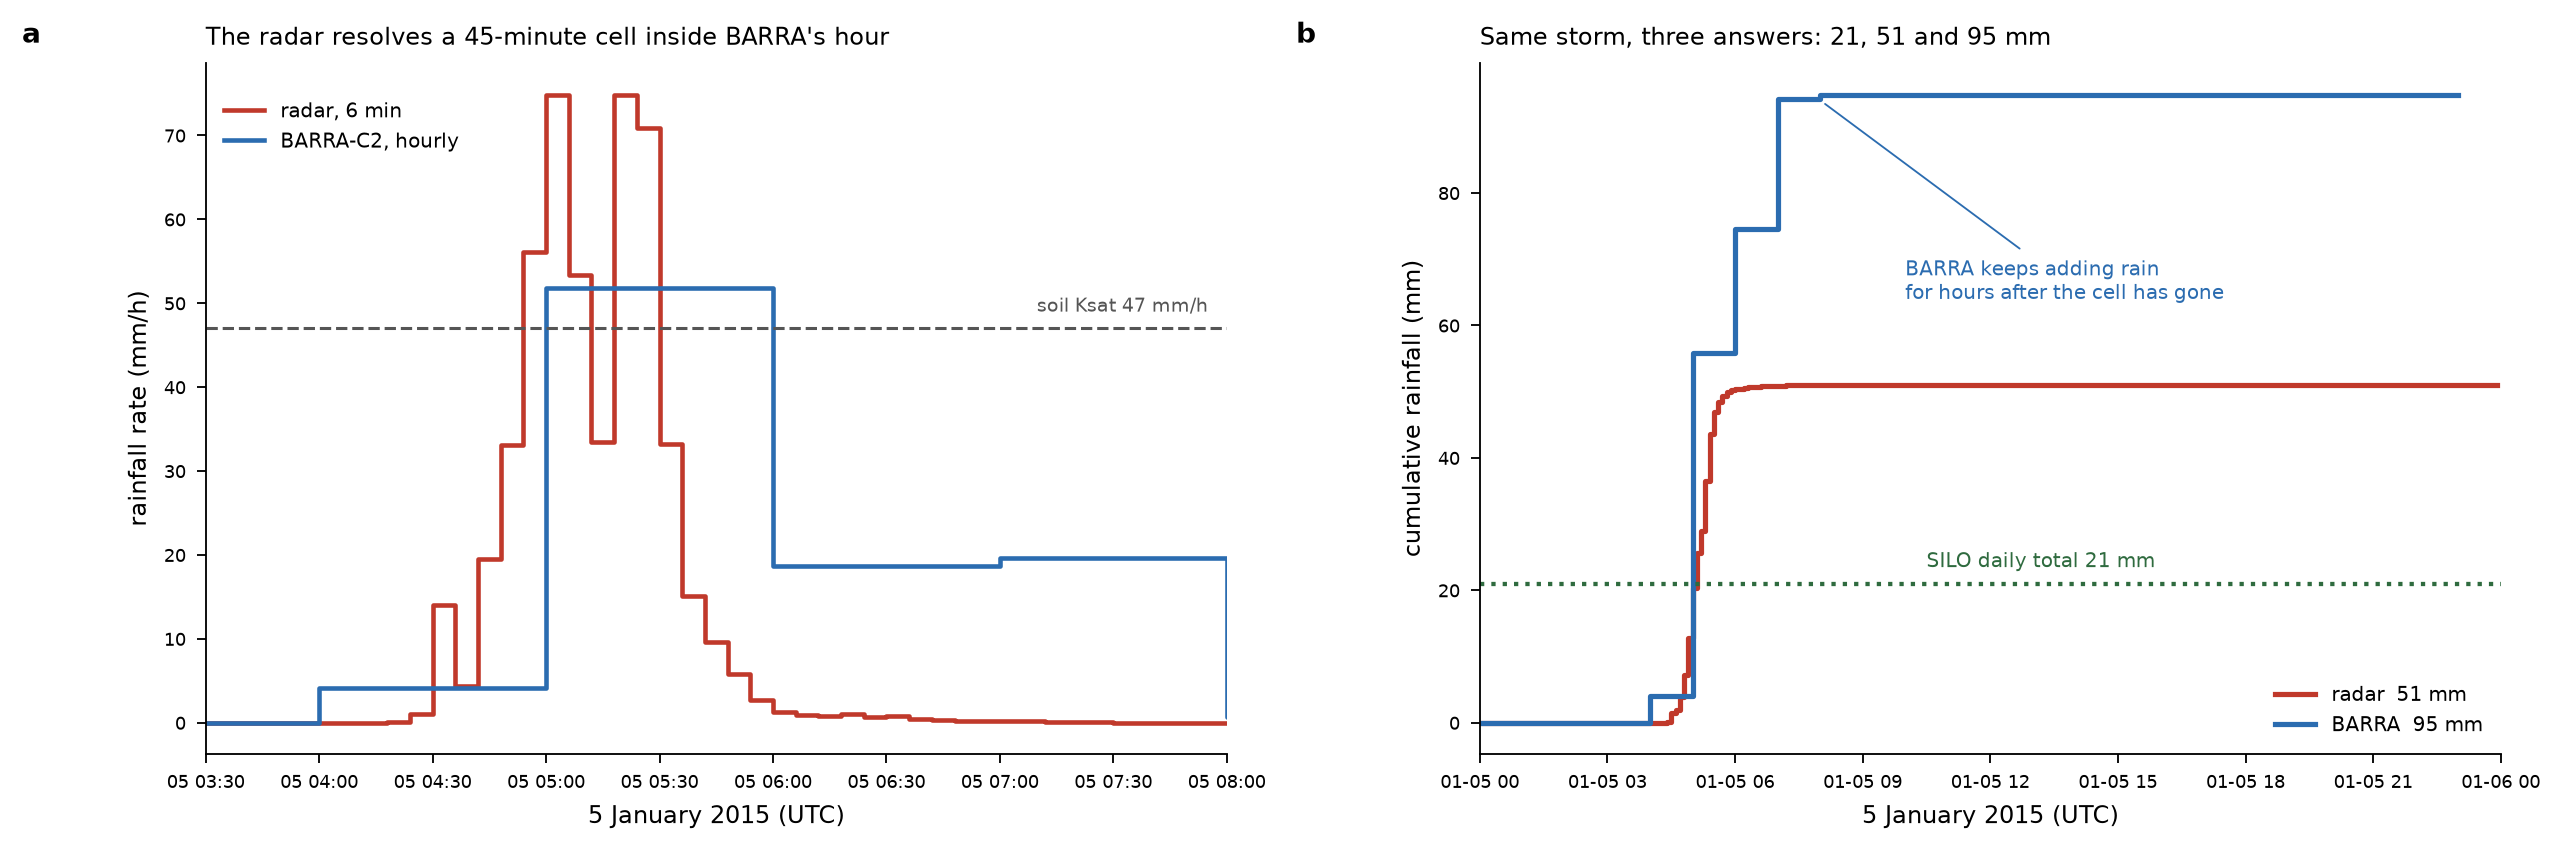 a
The radar resolves a 45-minute cell inside BARRA's hour
radar, 6 min
BARRA-C2, hourly
soil Ksat 47 mm/h
rainfall rate (mm/h)
70
60
50
40
30
20
10
0
05 03:30
05 04:00
05 04:30
05 05:00
05 05:30
05 06:00
05 06:30
05 07:00
05 07:30
05 08:00
5 January 2015 (UTC)
b
Same storm, three answers: 21, 51 and 95 mm
BARRA keeps adding rain
for hours after the cell has gone
SILO daily total 21 mm
radar  51 mm
BARRA  95 mm
cumulative rainfall (mm)
80
60
40
20
0
01-05 00
01-05 03
01-05 06
01-05 09
01-05 12
01-05 15
01-05 18
01-05 21
01-06 00
5 January 2015 (UTC)